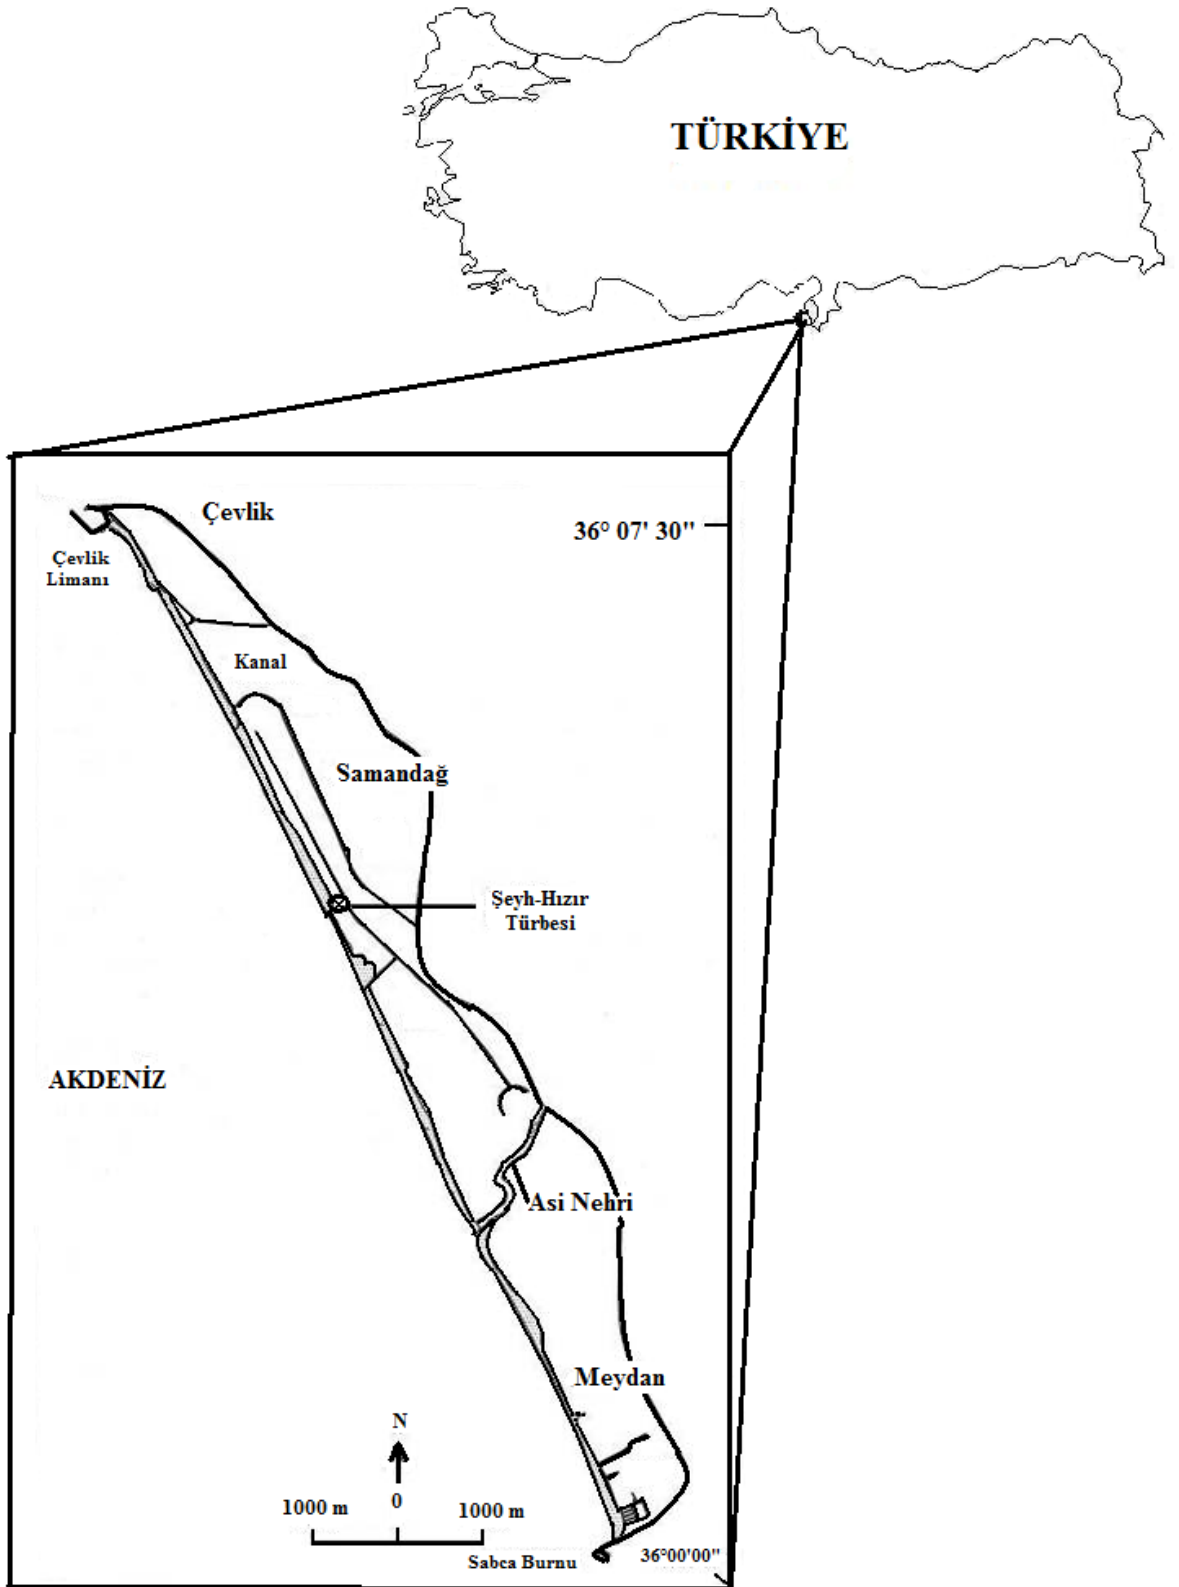 TÜRKİYE
Çevlik
36° 07' 30"
Çevlik
Limanı
Kanal
Samandağ
Şeyh-Hızır
Türbesi
AKDENİZ
Asi Nehri
Meydan
N
1000 m 0 1000 m
Sabca Burnu
36°00'00"